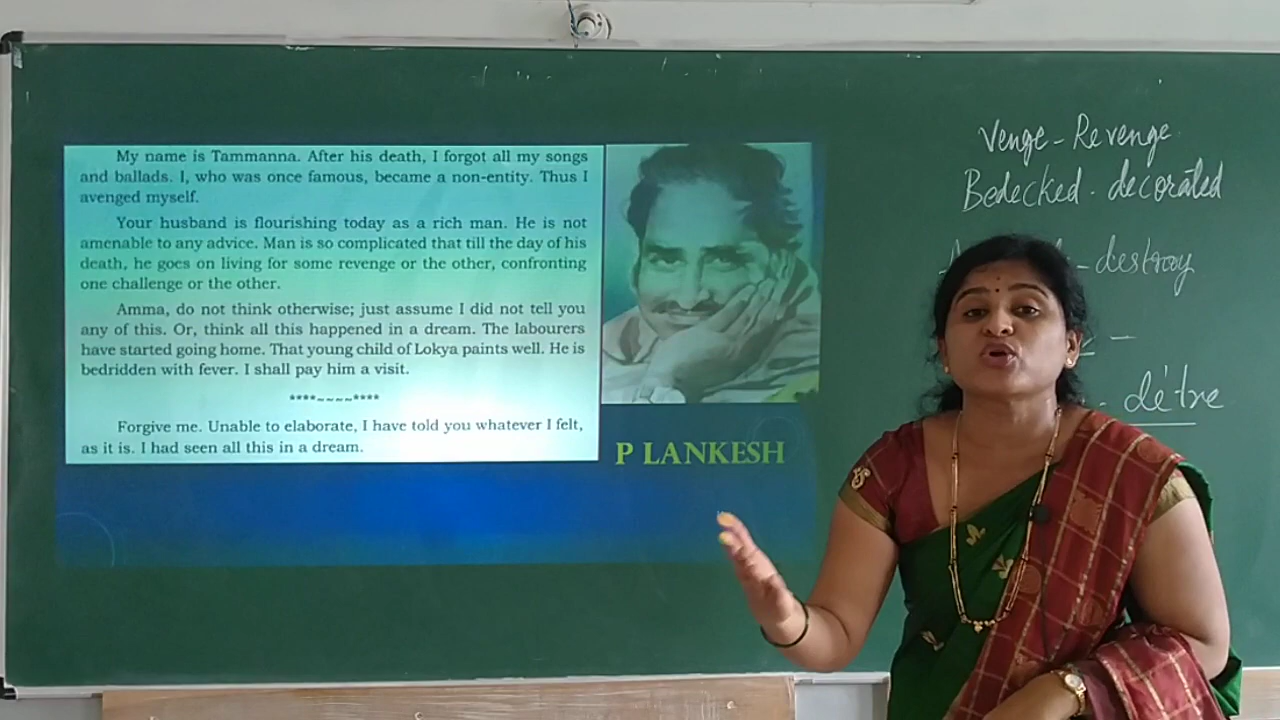 My name is Tammanna. After his death, I forgot all my songs
and ballads. I, who was once famous, became a non-entity. Thus I
avenged myself.
Your husband is flourishing today as a rich man. He is not
amenable to any advice. Man is so complicated that till the day of his
death, he goes on living for some revenge or the other, confronting
one challenge or the other.
Amma, do not think otherwise; just assume I did not tell you
any of this. Or, think all this happened in a dream. The labourers
have started going home. That young child of Lokya paints well. He is
bedridden with fever. I shall pay him a visit.
****~~~~****
Forgive me. Unable to elaborate, I have told you whatever I felt,
as it is. I had seen all this in a dream.
P LANKESH
Venge - Revenge
Bedecked - decorated
- destroy
- d'etre